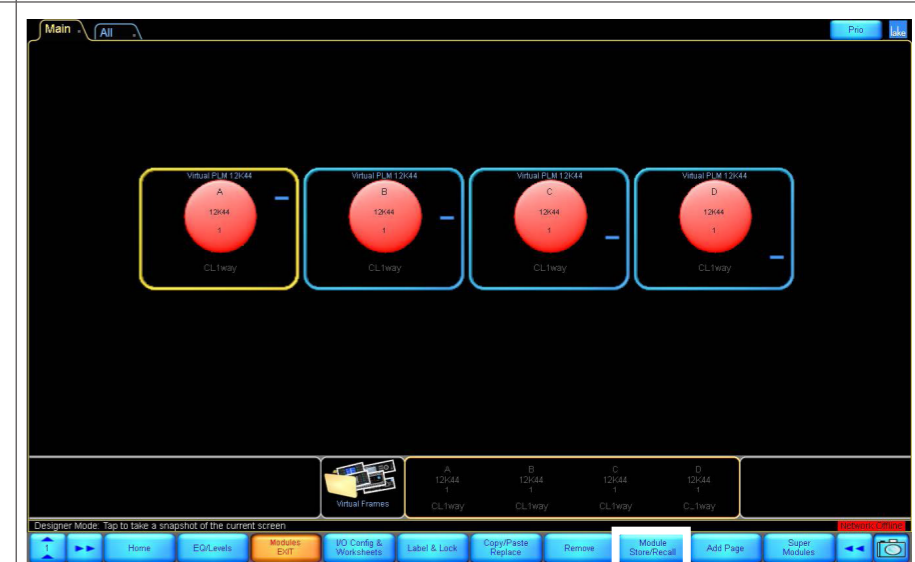 Main
All
Prio
lake
Virtual PLM 12K44
A
12K44
1
CL1way
Virtual PLM 12K44
B
12K44
1
CL1way
Virtual PLM 12K44
C
12K44
1
CL1way
Virtual PLM 12K44
D
12K44
1
CL1way
Virtual Frames
A
12K44
1
CL1way
B
12K44
1
CL1way
C
12K44
1
CL1way
D
12K44
1
CL1way
Designer Mode: Tap to take a snapshot of the current screen
Network Offline
1
Home
EQ/Levels
Modules
EXIT
I/O Config &
Worksheets
Label & Lock
Copy/Paste
Replace
Remove
Module
Store/Recall
Add Page
Super
Modules